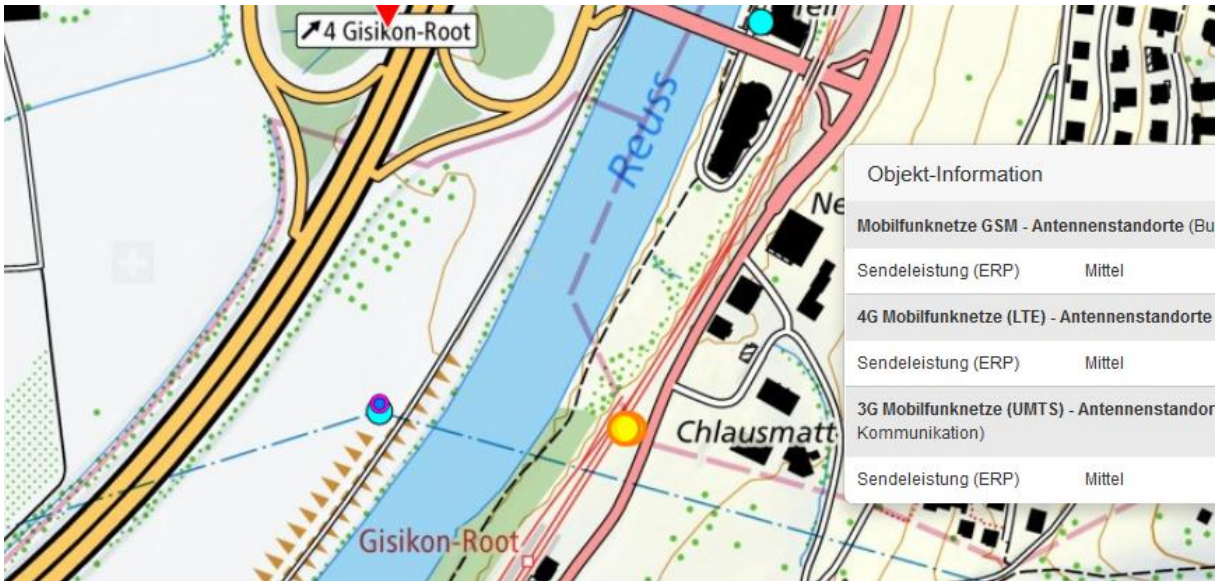 4 Gisikon-Root
Reuss
Ne
Chlausmatt
Gisikon-Root
Objekt-Information
Mobilfunknetze GSM - Antennenstandorte (Bu
Sendeleistung (ERP) Mittel
4G Mobilfunknetze (LTE) - Antennenstandorte
Sendeleistung (ERP) Mittel
3G Mobilfunknetze (UMTS) - Antennenstandor
Kommunikation)
Sendeleistung (ERP) Mittel